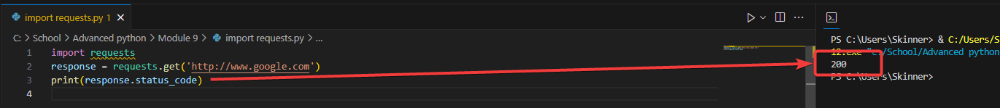 import requests.py 1
C: > School > Advanced python > Module 9 > import requests.py > ...
1 import requests
2 response = requests.get('http://www.google.com')
3 print(response.status_code)
4
PS C:\Users\Skinner> & C:/Users/S
12.exe "c:/School/Advanced python
200
PS C:\Users\Skinner>